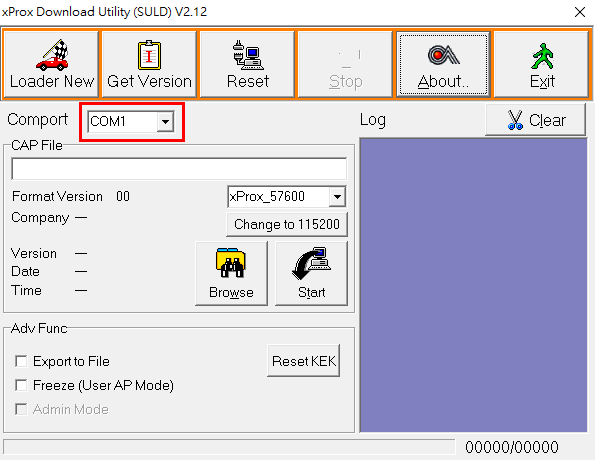 xProx Download Utility (SULD) V2.12
Loader New
Get Version
Reset
Stop
About..
Exit
Comport
COM1
Log
Clear
CAP File
Format Version 00
xProx_57600
Company —
Change to 115200
Version —
Date —
Time —
Browse
Start
Adv Func
Export to File
Reset KEK
Freeze (User AP Mode)
Admin Mode
00000/00000